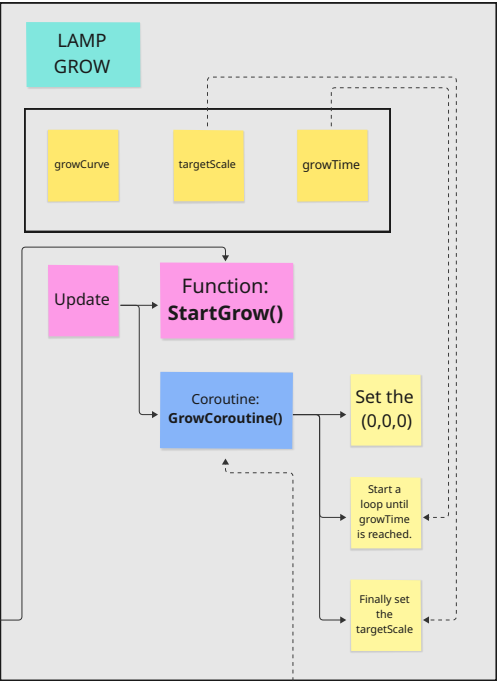 LAMP
GROW
growCurve
targetScale
growTime
Update
Function:
StartGrow()
Coroutine:
GrowCoroutine()
Set the
(0,0,0)
Start a
loop until
growTime
is reached.
Finally set
the
targetScale